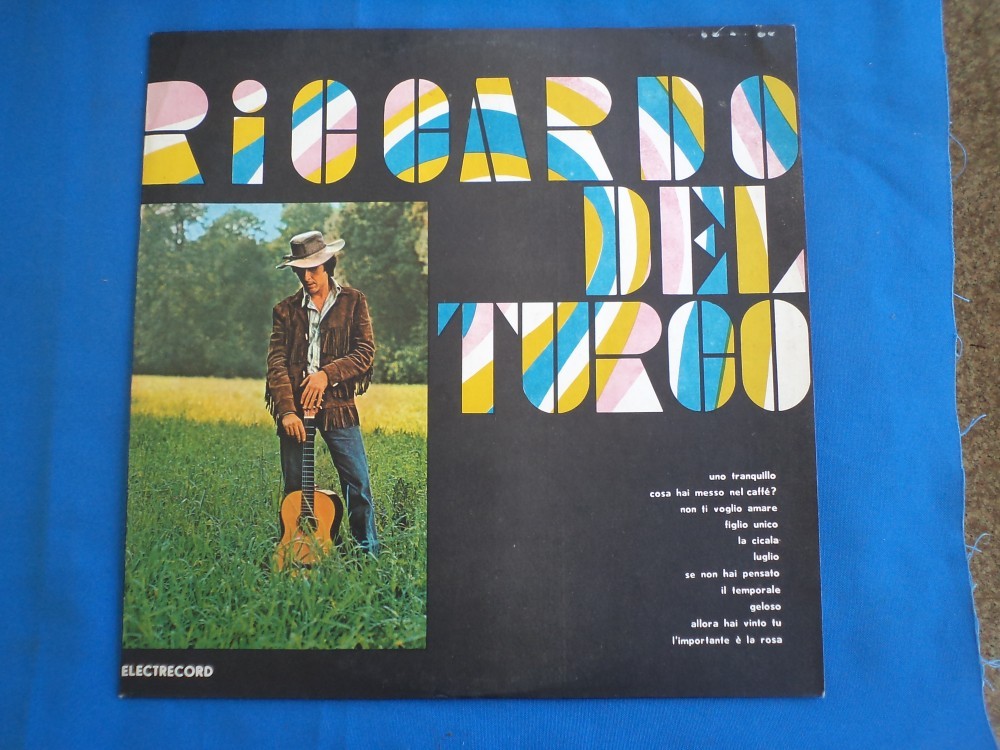 RiCCARDO
DEL
TURCO
uno tranquillo
cosa hai messo nel caffé?
non ti voglio amare
figlio unico
la cicala
luglio
se non hai pensato
il temporale
geloso
allora hai vinto tu
l'importante è la rosa
ELECTRECORD